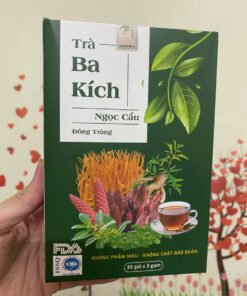 Trà
Ba
Kích
Ngọc Cẩu
Đông Trùng
FDA
KHÔNG PHẨM MÀU - KHÔNG CHẤT BẢO QUẢN
30 gói x 3 gam